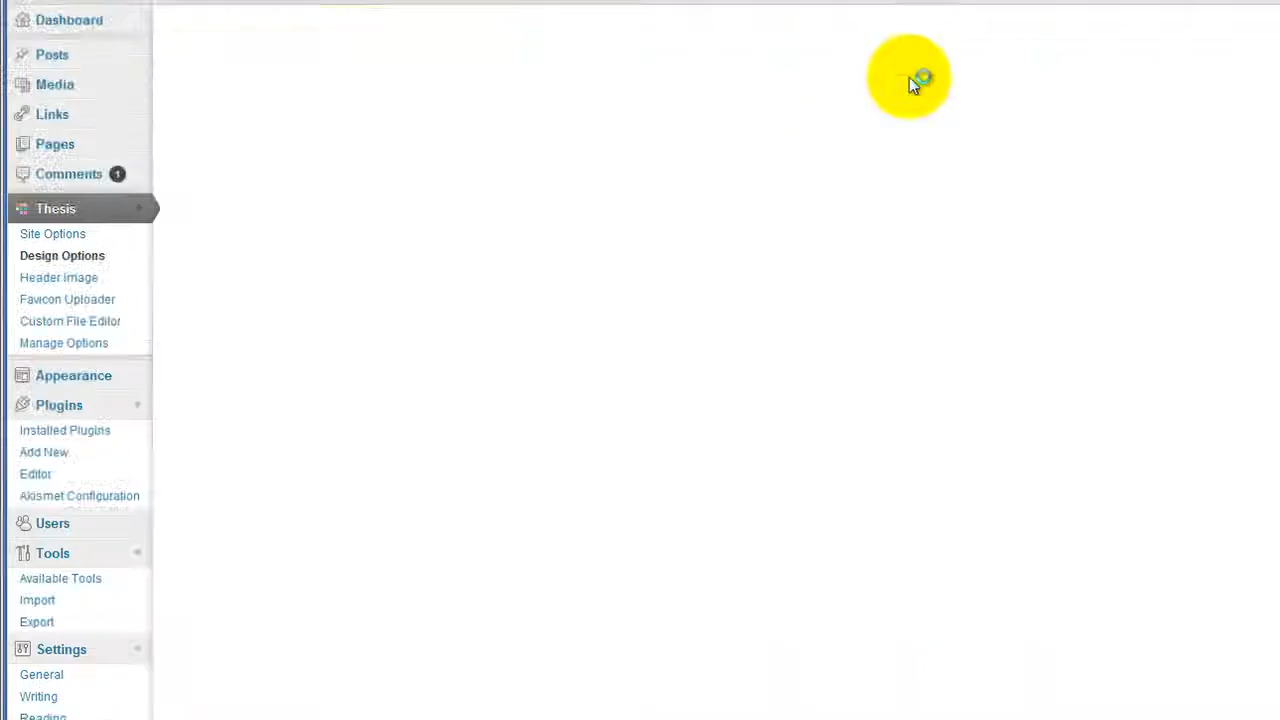 Dashboard
Posts
Media
Links
Pages
Comments 1
Thesis
Site Options
Design Options
Header Image
Favicon Uploader
Custom File Editor
Manage Options
Appearance
Plugins
Installed Plugins
Add New
Editor
Akismet Configuration
Users
Tools
Available Tools
Import
Export
Settings
General
Writing
Reading